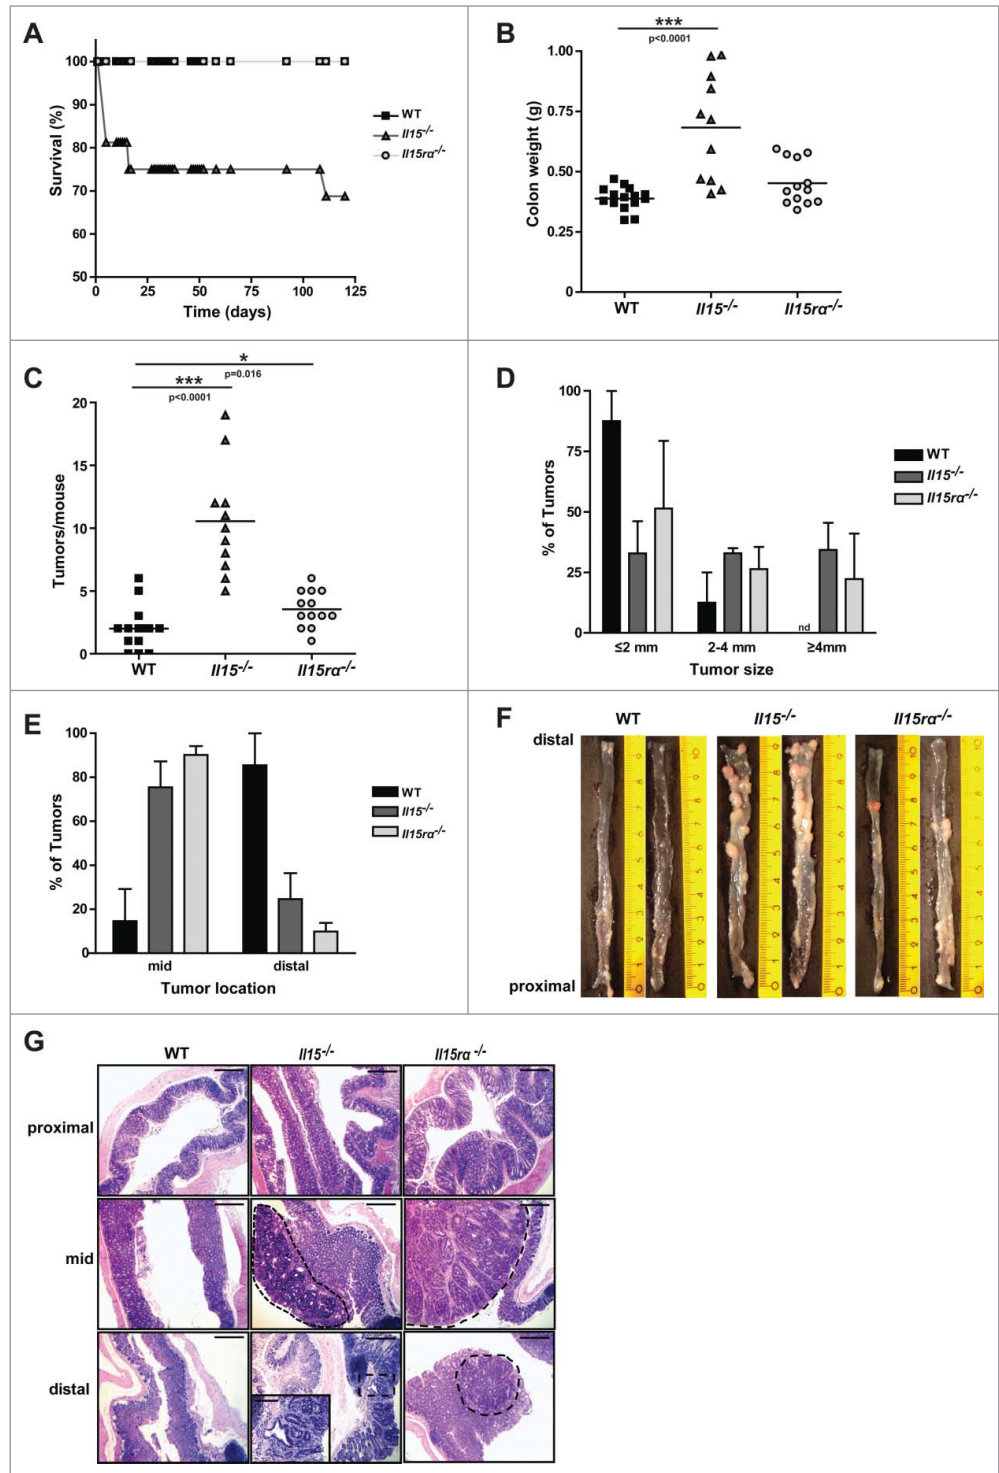 A
100
90
80
70
60
50
Survival (%)
0 25 50 75 100 125
Time (days)
WT
Il15-/-
Il15rα-/-
B
***
p<0.0001
1.00
0.75
0.50
0.25
0
Colon weight (g)
WT Il15-/- Il15rα-/-
C
*
p=0.016
***
p<0.0001
20
15
10
5
0
Tumors/mouse
WT Il15-/- Il15rα-/-
D
100
75
50
25
0
% of Tumors
nd
≤2 mm 2-4 mm ≥4mm
Tumor size
WT
Il15-/-
Il15rα-/-
E
100
80
60
40
20
0
% of Tumors
mid distal
Tumor location
WT
Il15-/-
Il15rα-/-
F
WT Il15-/- Il15rα-/-
distal
proximal
G
WT Il15-/- Il15rα -/-
proximal
mid
distal